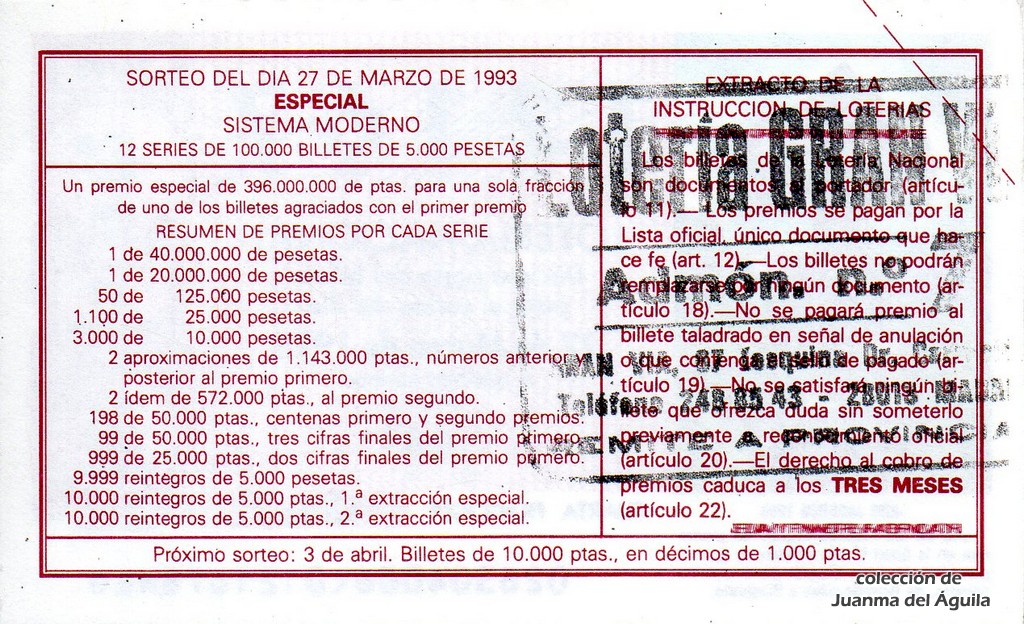 SORTEO DEL DIA 27 DE MARZO DE 1993
ESPECIAL
SISTEMA MODERNO
12 SERIES DE 100.000 BILLETES DE 5.000 PESETAS
Un premio especial de 396.000.000 de ptas. para una sola fracción
de uno de los billetes agraciados con el primer premio
RESUMEN DE PREMIOS POR CADA SERIE
1 de 40.000.000 de pesetas.
1 de 20.000.000 de pesetas.
50 de 125.000 pesetas.
1.100 de 25.000 pesetas.
3.000 de 10.000 pesetas.
2 aproximaciones de 1.143.000 ptas., números anterior y
posterior al premio primero.
2 ídem de 572.000 ptas., al premio segundo.
198 de 50.000 ptas., centenas primero y segundo premios.
99 de 50.000 ptas., tres cifras finales del premio primero.
999 de 25.000 ptas., dos cifras finales del premio primero.
9.999 reintegros de 5.000 pesetas.
10.000 reintegros de 5.000 ptas., 1.ª extracción especial.
10.000 reintegros de 5.000 ptas., 2.ª extracción especial.
EXTRACTO DE LA
INSTRUCCION DE LOTERIAS
Los billetes de la Lotería Nacional
son documentos al portador (artícu-
lo 11).— Los premios se pagan por la
Lista oficial, único documento que ha-
ce fe (art. 12).—Los billetes no podrán
remplazarse por ningún documento (ar-
tículo 18).—No se pagará premio al
billete taladrado en señal de anulación
o que contenga el sello de pagado (ar-
tículo 19).—No se satisfará ningún bi-
llete que ofrezca duda sin someterlo
previamente a reconocimiento oficial
(artículo 20).—El derecho al cobro de
premios caduca a los TRES MESES
(artículo 22).
Lotería GRAN
Admón. n.º
Teléfono 248 85 43 - 28013
REMITE A PROVINCIA
Próximo sorteo: 3 de abril. Billetes de 10.000 ptas., en décimos de 1.000 ptas.
colección de
Juanma del Águila